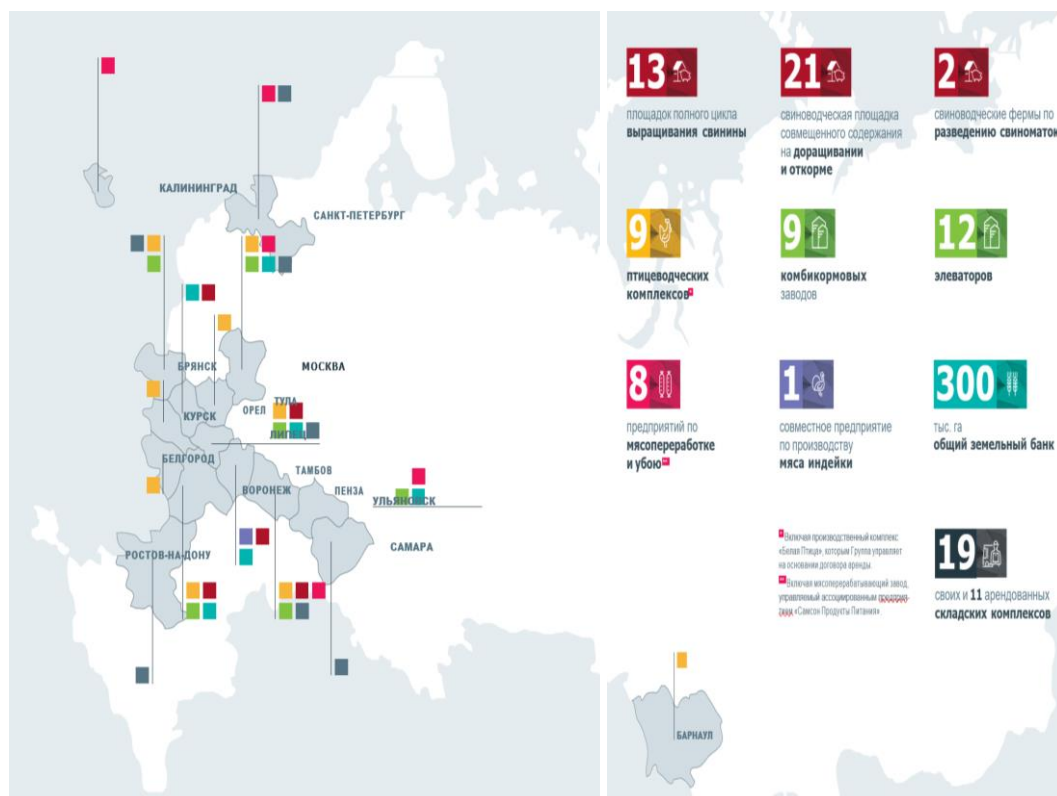 КАЛИНИНГРАД
САНКТ-ПЕТЕРБУРГ
БРЯНСК
МОСКВА
ОРЕЛ
ТУЛА
КУРСК
ЛИПЕЦ
БЕЛГОРОД
ВОРОНЕЖ
ТАМБОВ
ПЕНЗА
УЛЬЯНОВСК
САМАРА
РОСТОВ-НА-ДОНУ
13
площадок полного цикла
выращивания свинины
21
свиноводческая площадка
совмещенного содержания
на доращивании
и откорме
2
свиноводческие фермы по
разведению свиноматок
9
птицеводческих
комплексов*
9
комбикормовых
заводов
12
элеваторов
8
предприятий по
мясопереработке
и убою**
1
совместное предприятие
по производству
мяса индейки
300
тыс. га
общий земельный банк
* Включая производственный комплекс
«Белая Птица», которым Группа управляет
на основании договора аренды.
** Включая мясоперерабатывающий завод,
управляемый ассоциированным предприя-
тием «Самсон Продукты Питания»
19
своих и 11 арендованных
складских комплексов
БАРНАУЛ